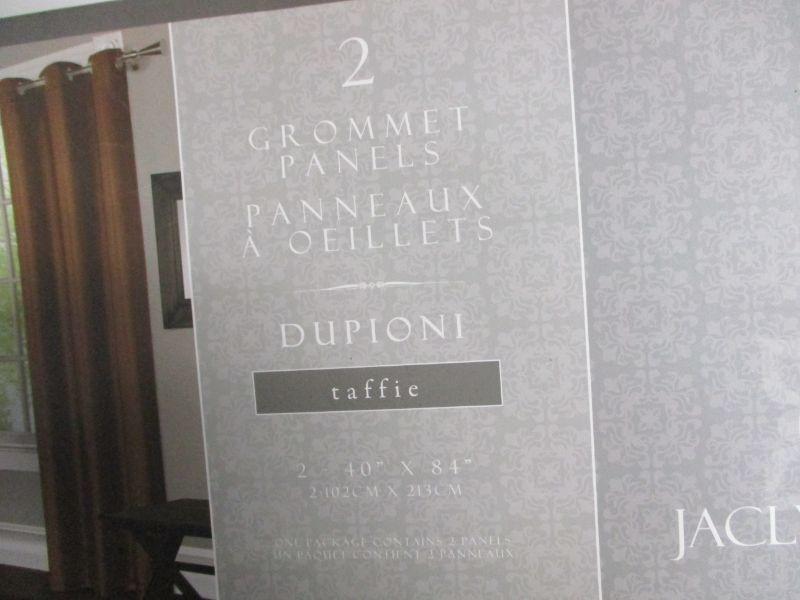 2
GROMMET
PANELS
PANNEAUX
À OEILLETS
DUPIONI
taffie
2 - 40" X 84"
2-102CM X 213CM
ONE PACKAGE CONTAINS 2 PANELS
UN PAQUET CONTIENT 2 PANNEAUX
JACL